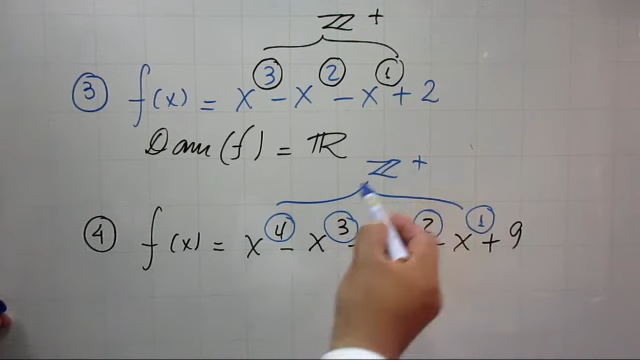 ℤ⁺
③ f(x) = x³ - x² - x¹ + 2
Dom(f) = ℝ
ℤ⁺
④ f(x) = x⁴ - x³ - ² - x¹ + 9